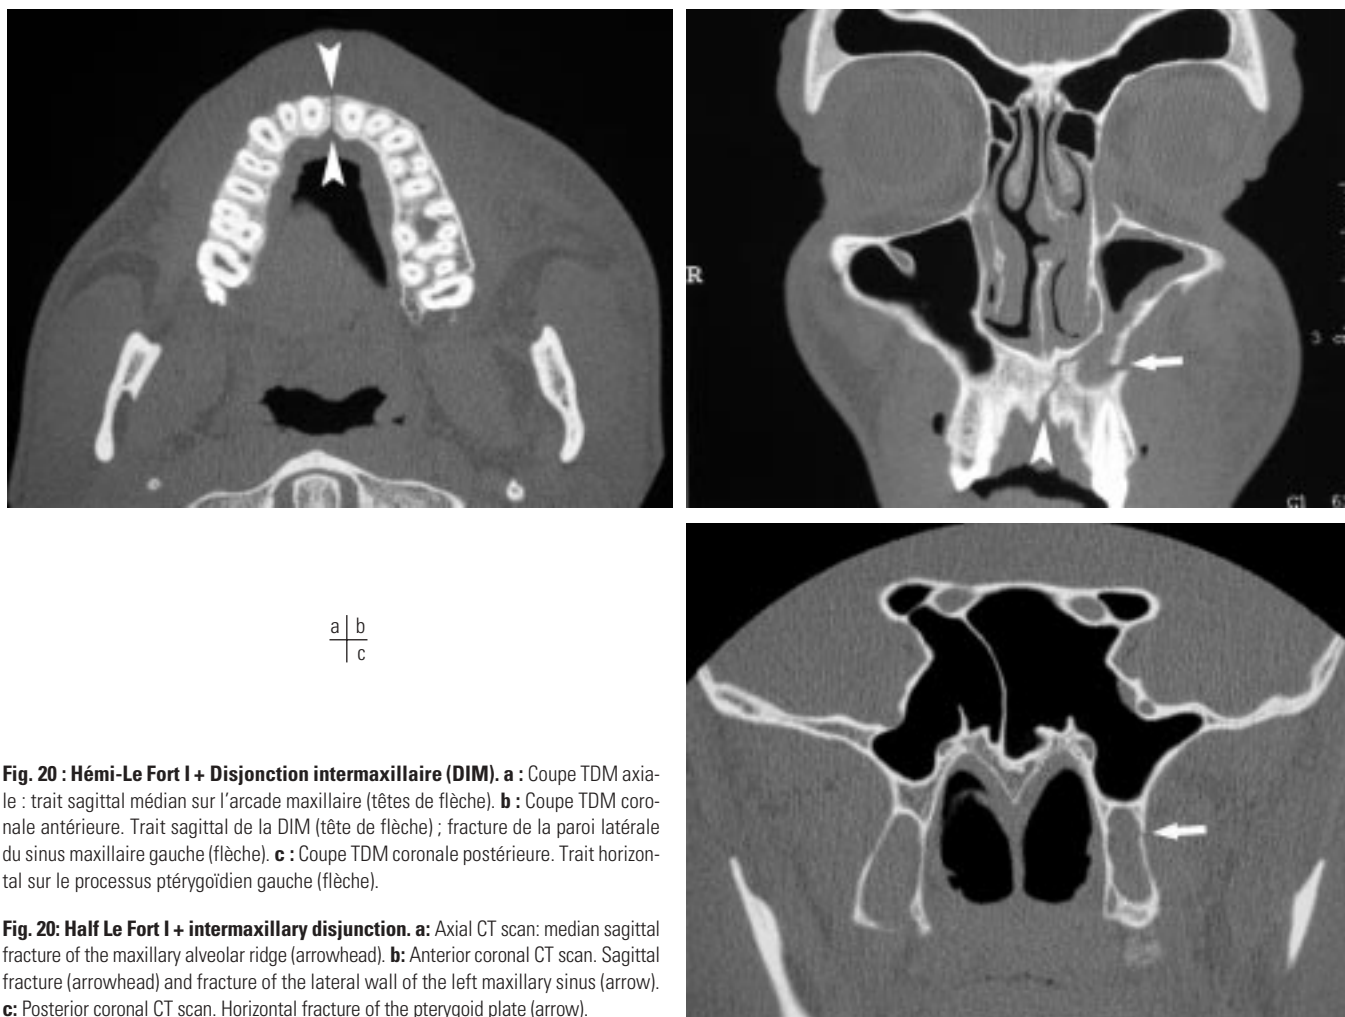 R
3 c
C1 6
a b
c
Fig. 20 : Hémi-Le Fort I + Disjonction intermaxillaire (DIM). a : Coupe TDM axia-
le : trait sagittal médian sur l'arcade maxillaire (têtes de flèche). b : Coupe TDM coro-
nale antérieure. Trait sagittal de la DIM (tête de flèche) ; fracture de la paroi latérale
du sinus maxillaire gauche (flèche). c : Coupe TDM coronale postérieure. Trait horizon-
tal sur le processus ptérygoïdien gauche (flèche).
Fig. 20: Half Le Fort I + intermaxillary disjunction. a: Axial CT scan: median sagittal
fracture of the maxillary alveolar ridge (arrowhead). b: Anterior coronal CT scan. Sagittal
fracture (arrowhead) and fracture of the lateral wall of the left maxillary sinus (arrow).
c: Posterior coronal CT scan. Horizontal fracture of the pterygoid plate (arrow).